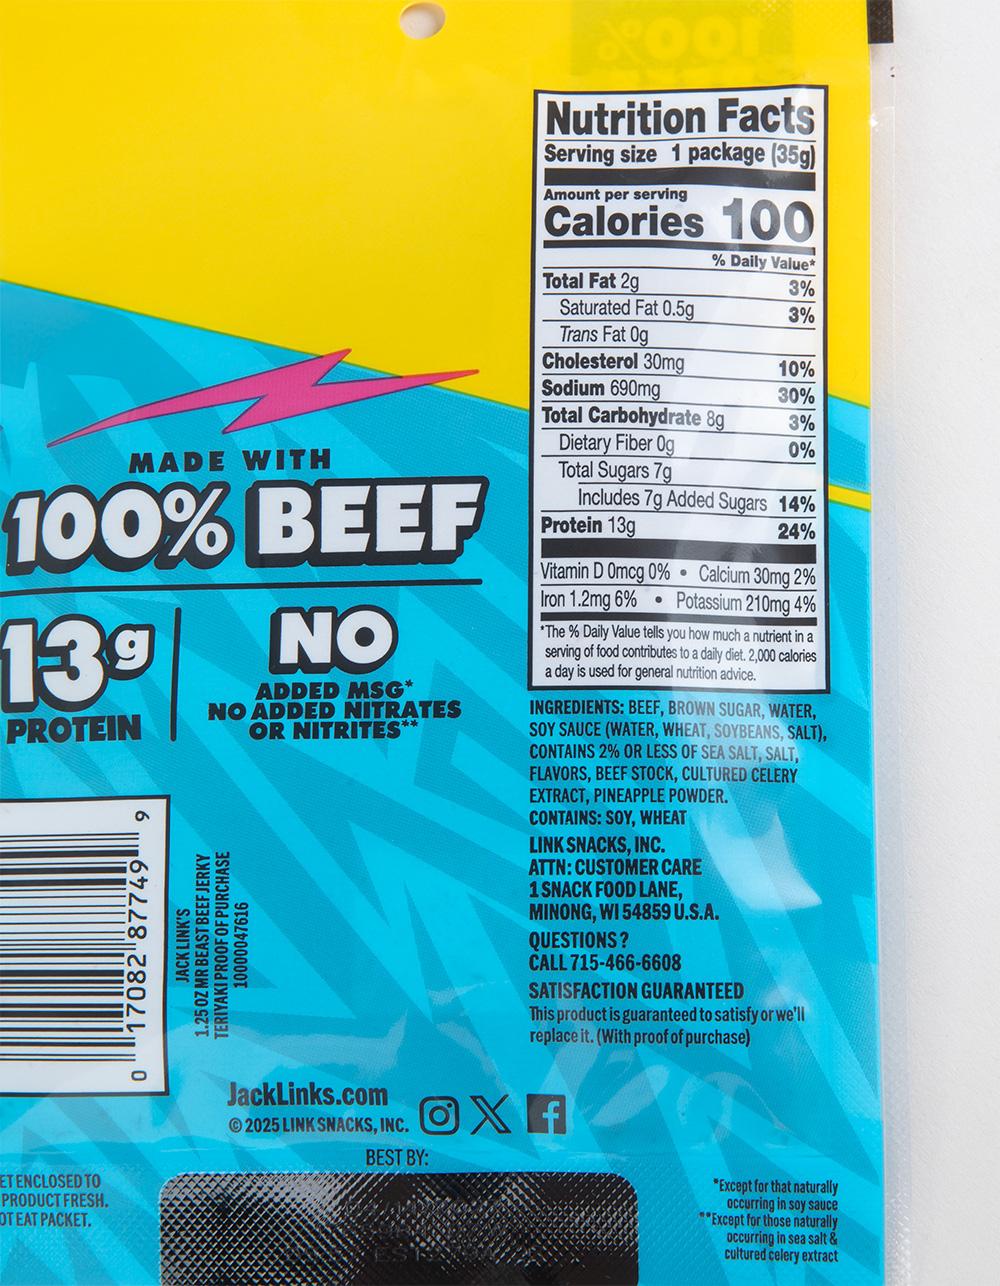 Nutrition Facts
Serving size 1 package (35g)
Amount per serving
Calories 100
% Daily Value*
Total Fat 2g 3%
Saturated Fat 0.5g 3%
Trans Fat 0g
Cholesterol 30mg 10%
Sodium 690mg 30%
Total Carbohydrate 8g 3%
Dietary Fiber 0g 0%
Total Sugars 7g
Includes 7g Added Sugars 14%
Protein 13g 24%
Vitamin D 0mcg 0% • Calcium 30mg 2%
Iron 1.2mg 6% • Potassium 210mg 4%
*The % Daily Value tells you how much a nutrient in a
serving of food contributes to a daily diet. 2,000 calories
a day is used for general nutrition advice.
MADE WITH
100% BEEF
13g
PROTEIN
NO
ADDED MSG*
NO ADDED NITRATES
OR NITRITES**
INGREDIENTS: BEEF, BROWN SUGAR, WATER,
SOY SAUCE (WATER, WHEAT, SOYBEANS, SALT),
CONTAINS 2% OR LESS OF SEA SALT, SALT,
FLAVORS, BEEF STOCK, CULTURED CELERY
EXTRACT, PINEAPPLE POWDER.
CONTAINS: SOY, WHEAT
LINK SNACKS, INC.
ATTN: CUSTOMER CARE
1 SNACK FOOD LANE,
MINONG, WI 54859 U.S.A.
QUESTIONS?
CALL 715-466-6608
SATISFACTION GUARANTEED
This product is guaranteed to satisfy or we'll
replace it. (With proof of purchase)
0 17082 87749 9
JACK LINK'S
1.25 OZ MR BEAST BEEF JERKY
TERIYAKI PROOF OF PURCHASE
10000047616
JackLinks.com
© 2025 LINK SNACKS, INC.
BEST BY:
ENCLOSED TO
PRODUCT FRESH.
EAT PACKET.
*Except for that naturally
occurring in soy sauce
**Except for those naturally
occurring in sea salt &
cultured celery extract